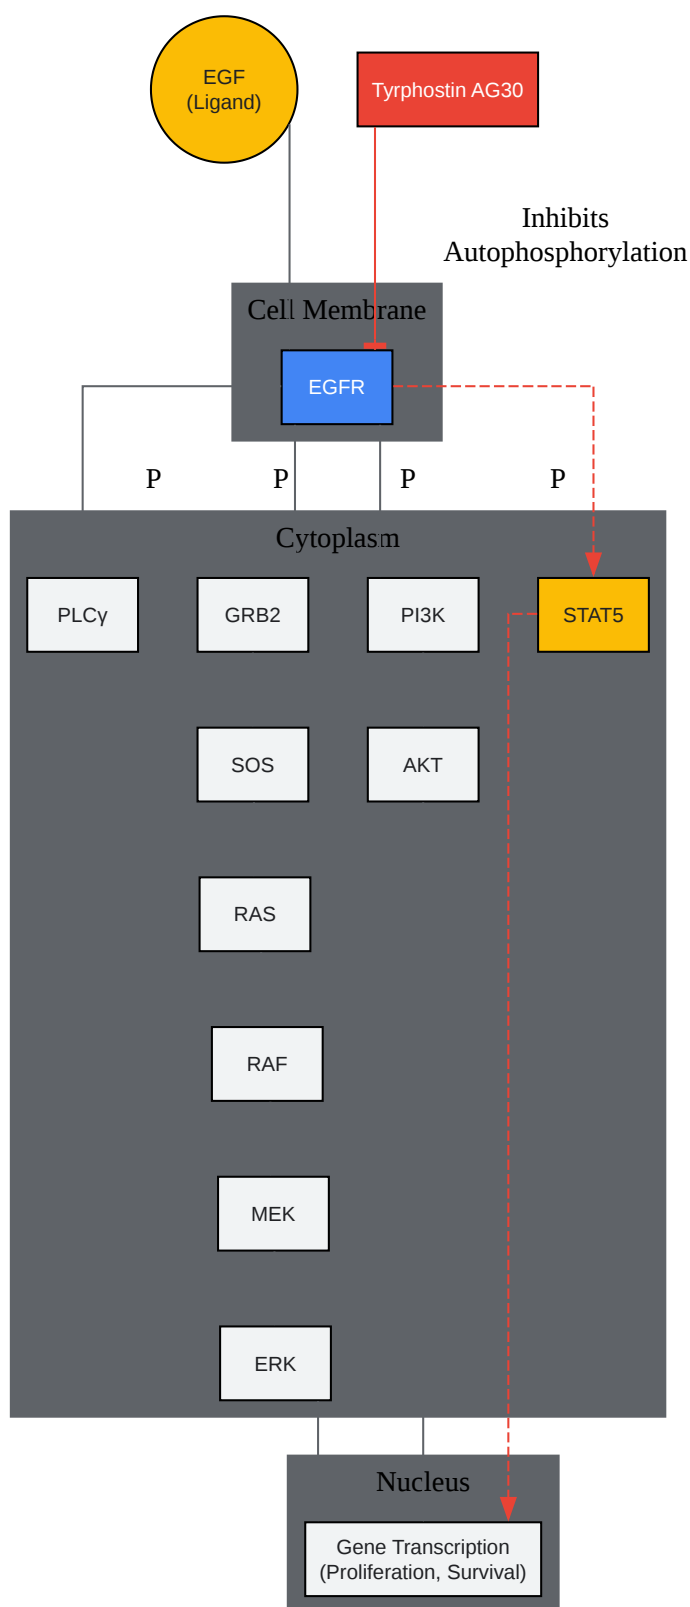 EGF
(Ligand)
Tyrphostin AG30
Inhibits
Autophosphorylation
Cell Membrane
EGFR
P
P
P
P
Cytoplasm
PLCγ
GRB2
PI3K
STAT5
SOS
AKT
RAS
RAF
MEK
ERK
Nucleus
Gene Transcription
(Proliferation, Survival)